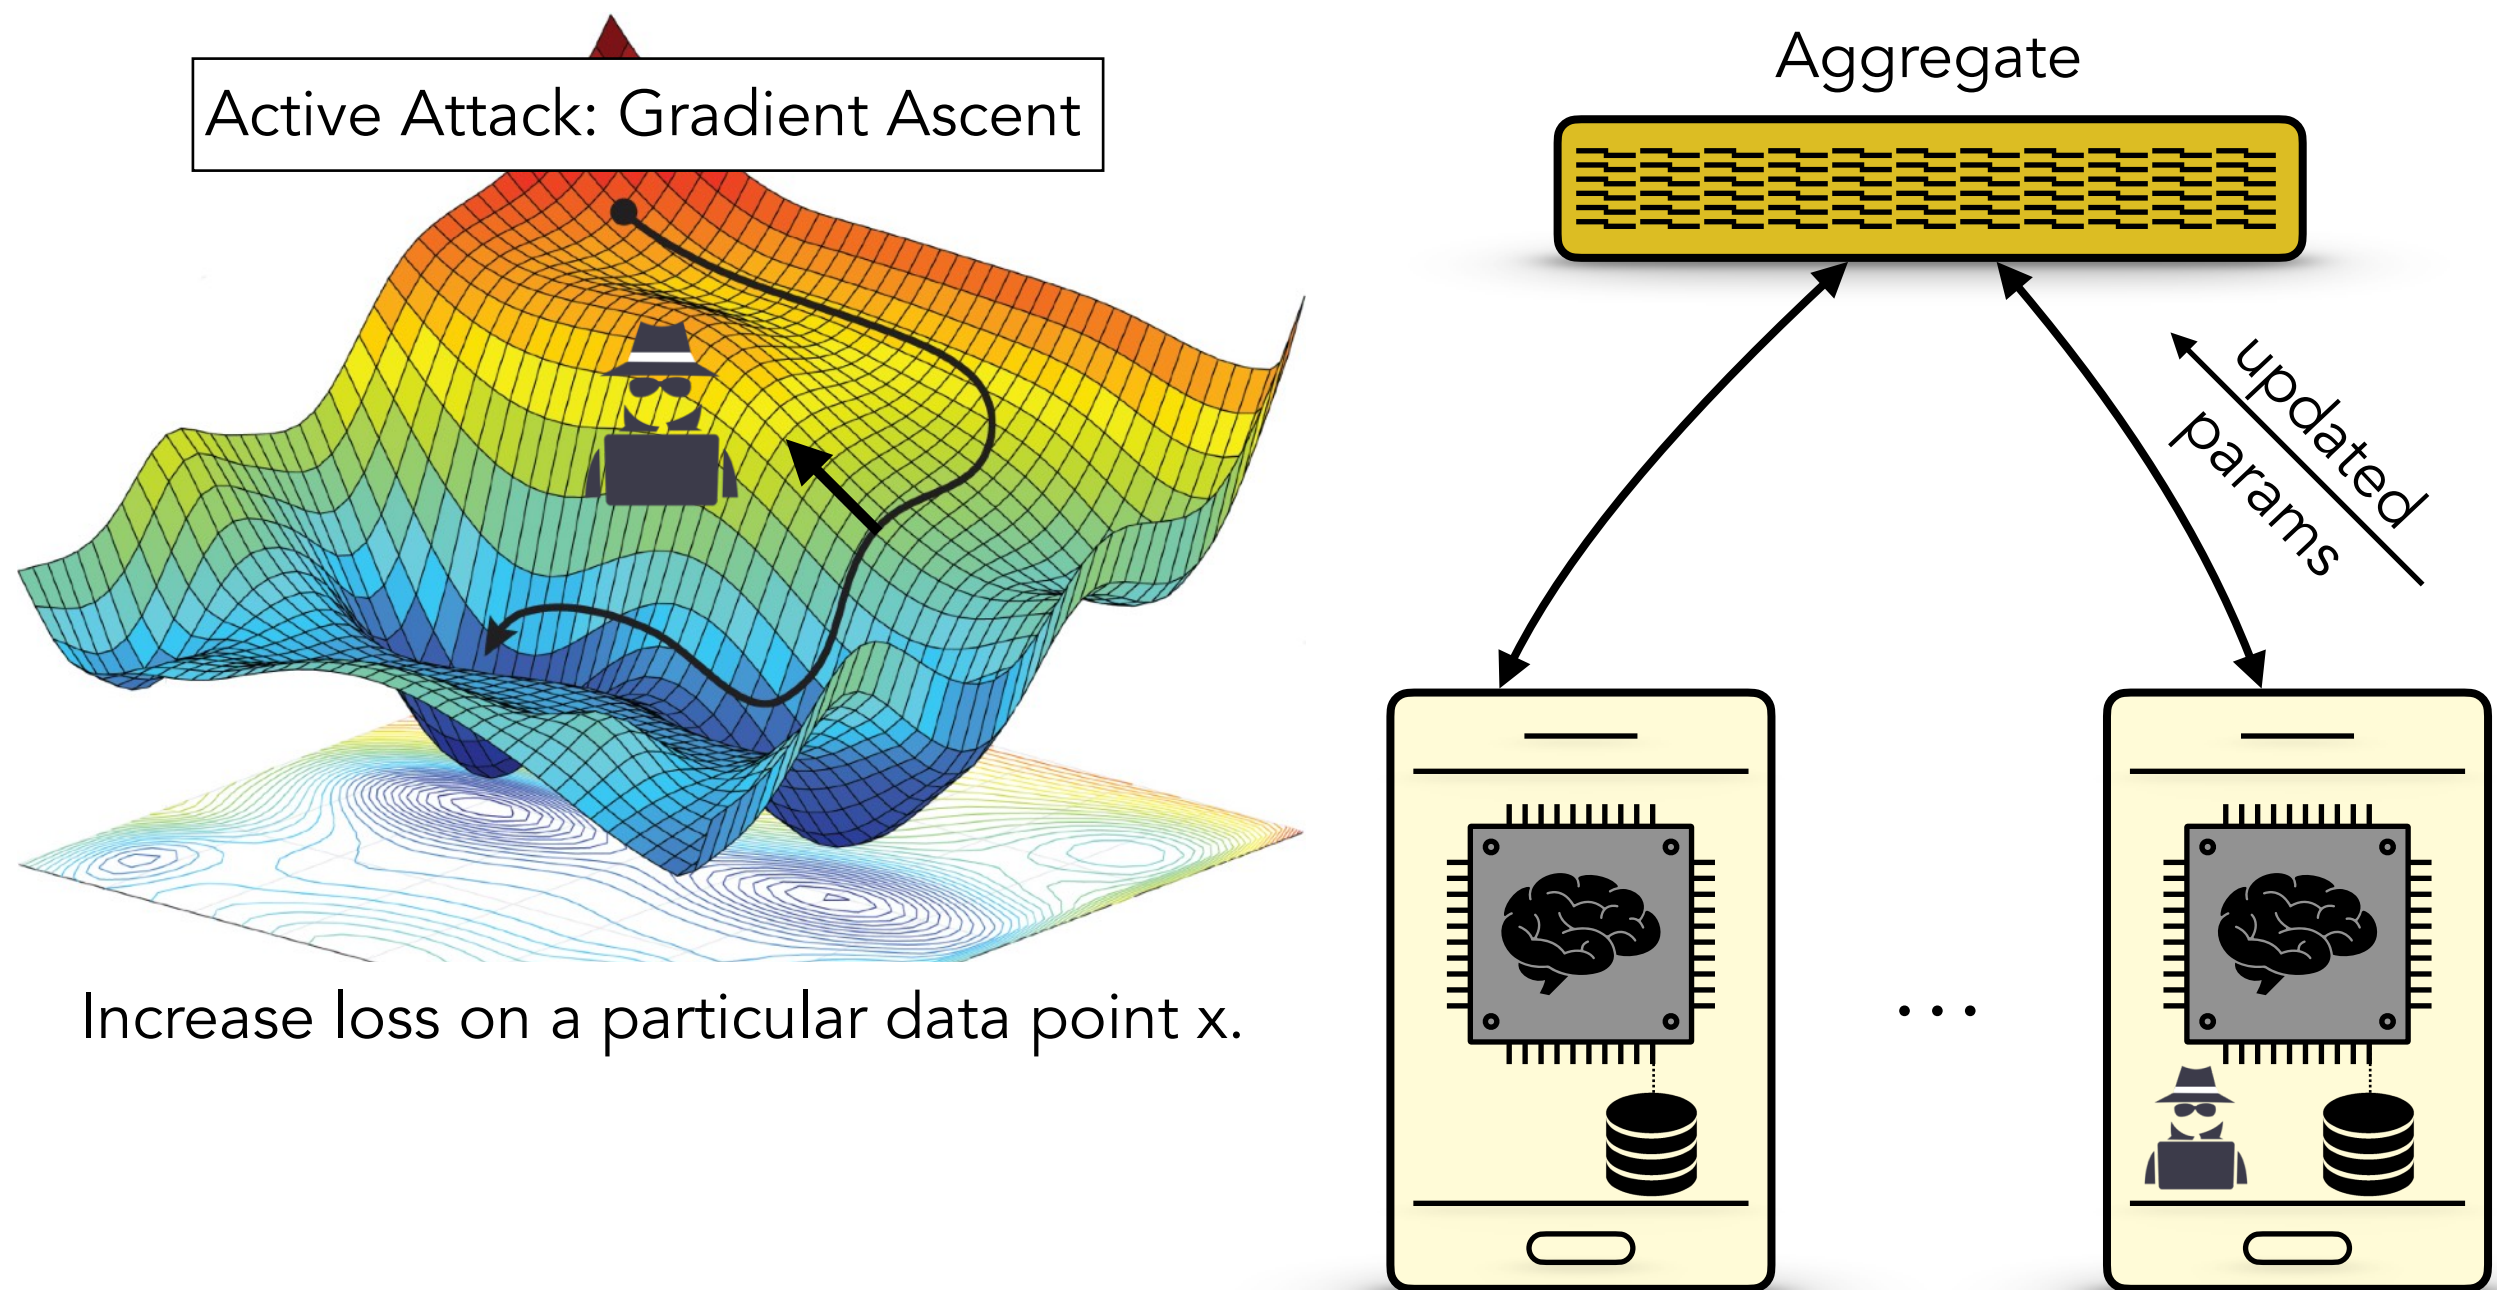 Active Attack: Gradient Ascent
Increase loss on a particular data point x.
Aggregate
updated
params
...